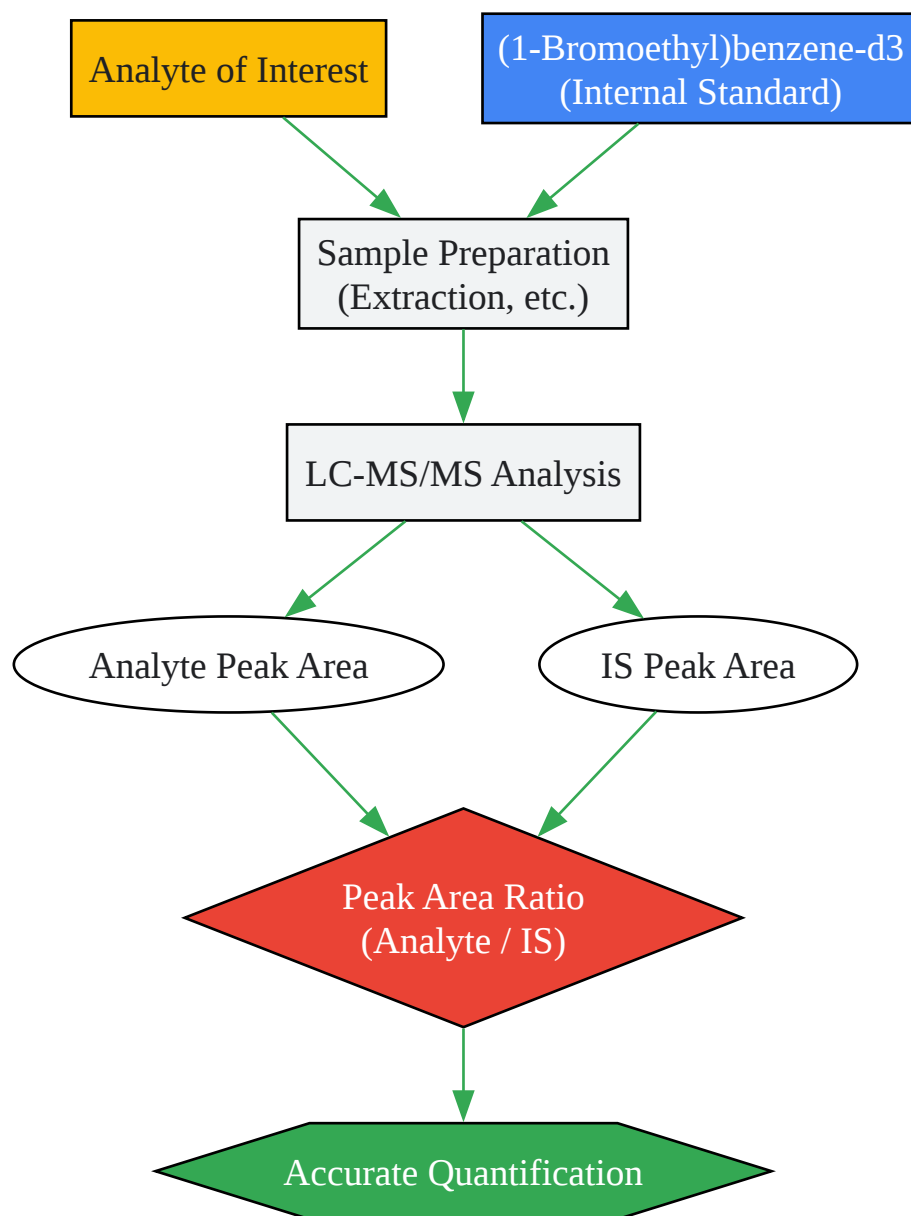 Analyte of Interest
(1-Bromoethyl)benzene-d3
(Internal Standard)
Sample Preparation
(Extraction, etc.)
LC-MS/MS Analysis
Analyte Peak Area
IS Peak Area
Peak Area Ratio
(Analyte / IS)
Accurate Quantification